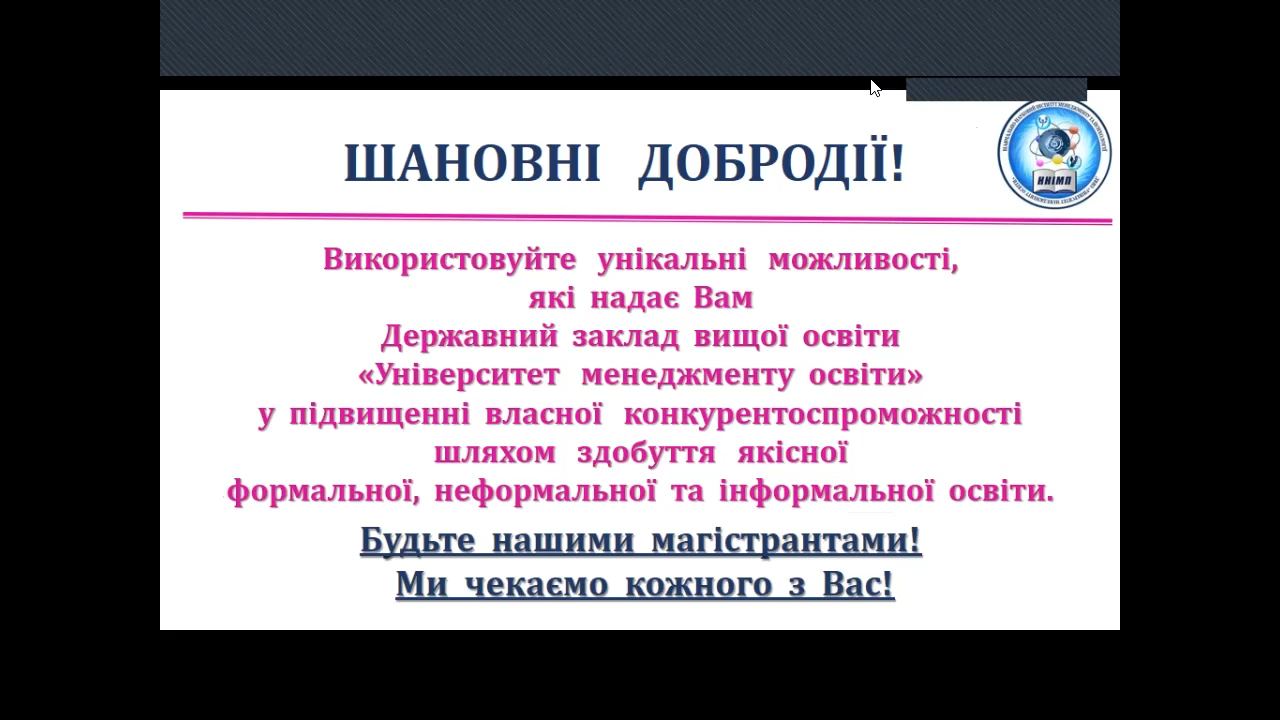 ШАНОВНІ ДОБРОДІЇ!
ННІМП
Використовуйте унікальні можливості,
які надає Вам
Державний заклад вищої освіти
«Університет менеджменту освіти»
у підвищенні власної конкурентоспроможності
шляхом здобуття якісної
формальної, неформальної та інформальної освіти.
Будьте нашими магістрантами!
Ми чекаємо кожного з Вас!